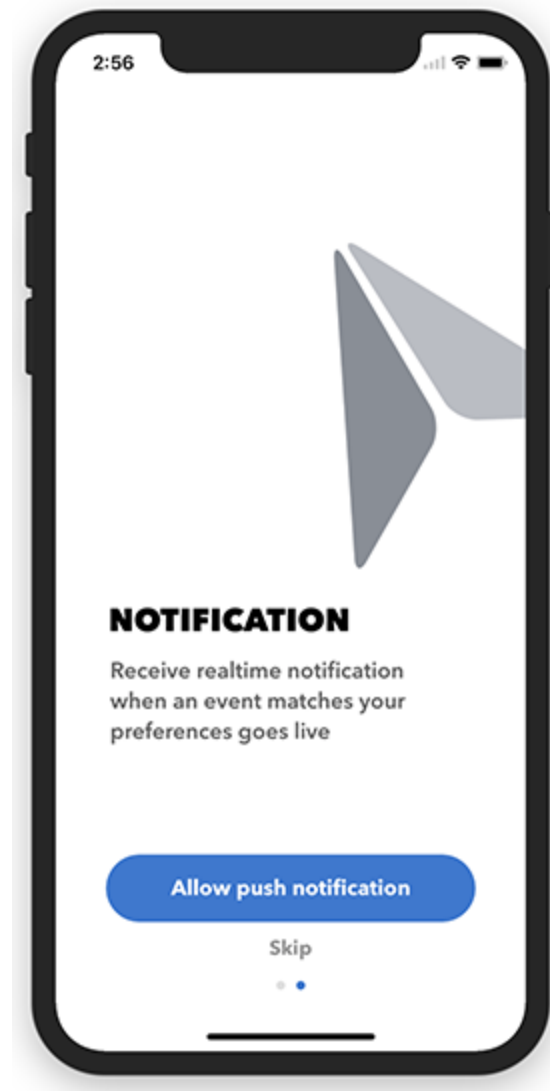 2:56
NOTIFICATION
Receive realtime notification
when an event matches your
preferences goes live
Allow push notification
Skip